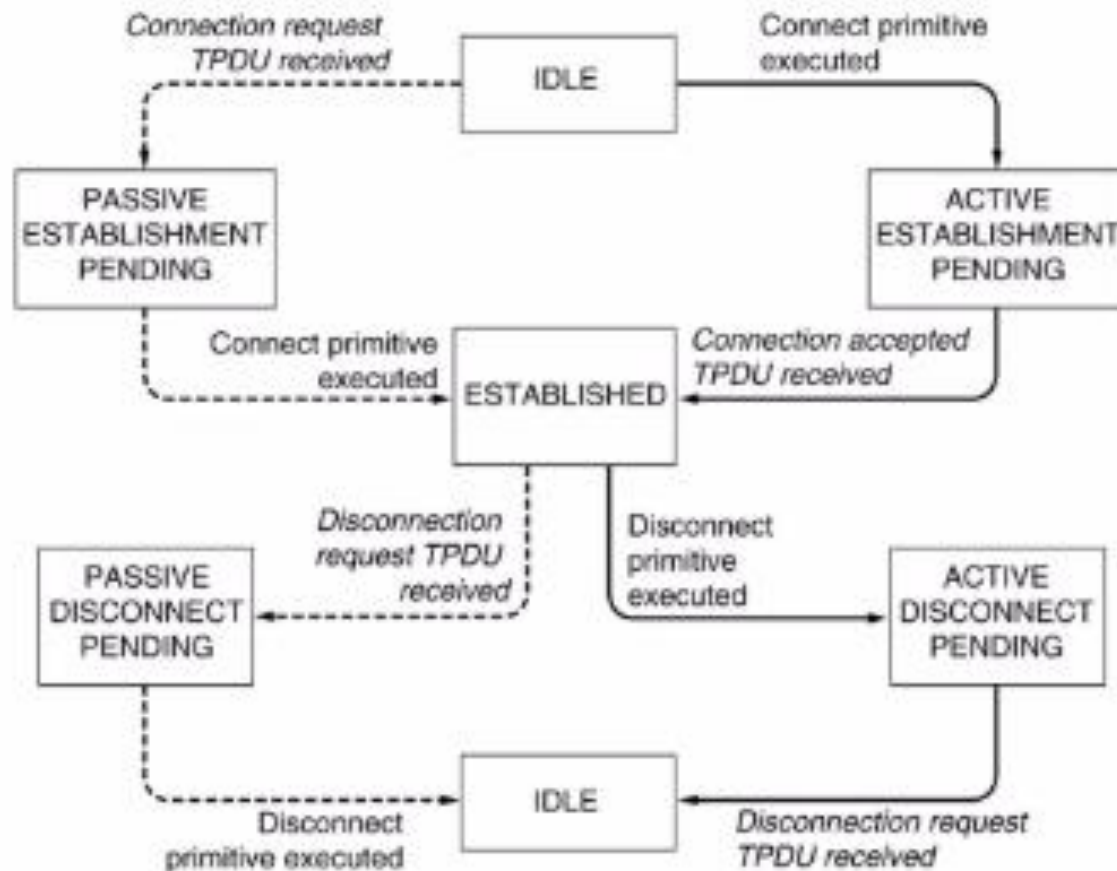 Connection request
TPDU received
IDLE
Connect primitive
executed
PASSIVE
ESTABLISHMENT
PENDING
ACTIVE
ESTABLISHMENT
PENDING
Connect primitive
executed
ESTABLISHED
Connection accepted
TPDU received
Disconnection
request TPDU
received
Disconnect
primitive
executed
PASSIVE
DISCONNECT
PENDING
ACTIVE
DISCONNECT
PENDING
IDLE
Disconnect
primitive executed
Disconnection request
TPDU received